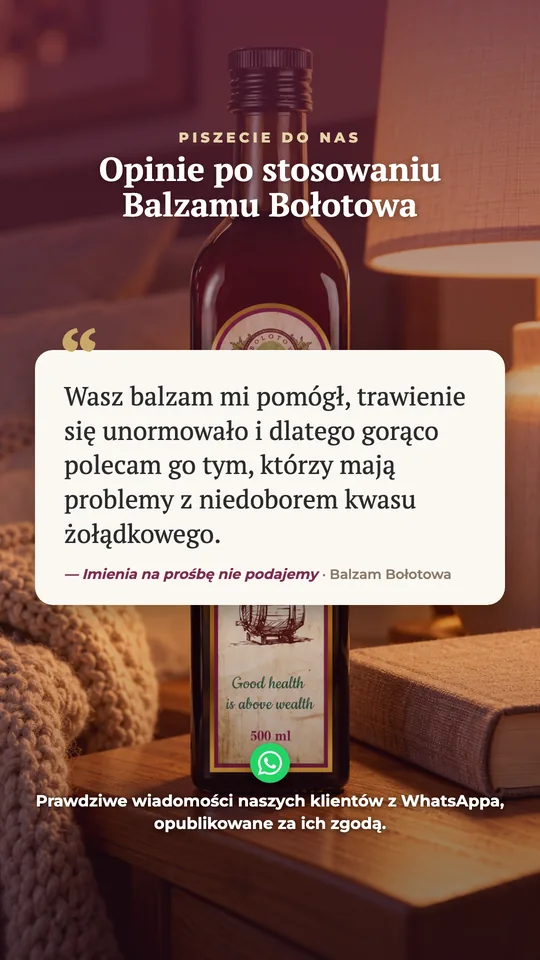 PISZECIE DO NAS
Opinie po stosowaniu
Balzamu Bołotowa
BOLOTO
“
Wasz balzam mi pomógł, trawienie
się unormowało i dlatego gorąco
polecam go tym, którzy mają
problemy z niedoborem kwasu
żołądkowego.
— Imienia na prośbę nie podajemy · Balzam Bołotowa
Good health
is above wealth
500 ml
Prawdziwe wiadomości naszych klientów z WhatsAppa,
opublikowane za ich zgodą.